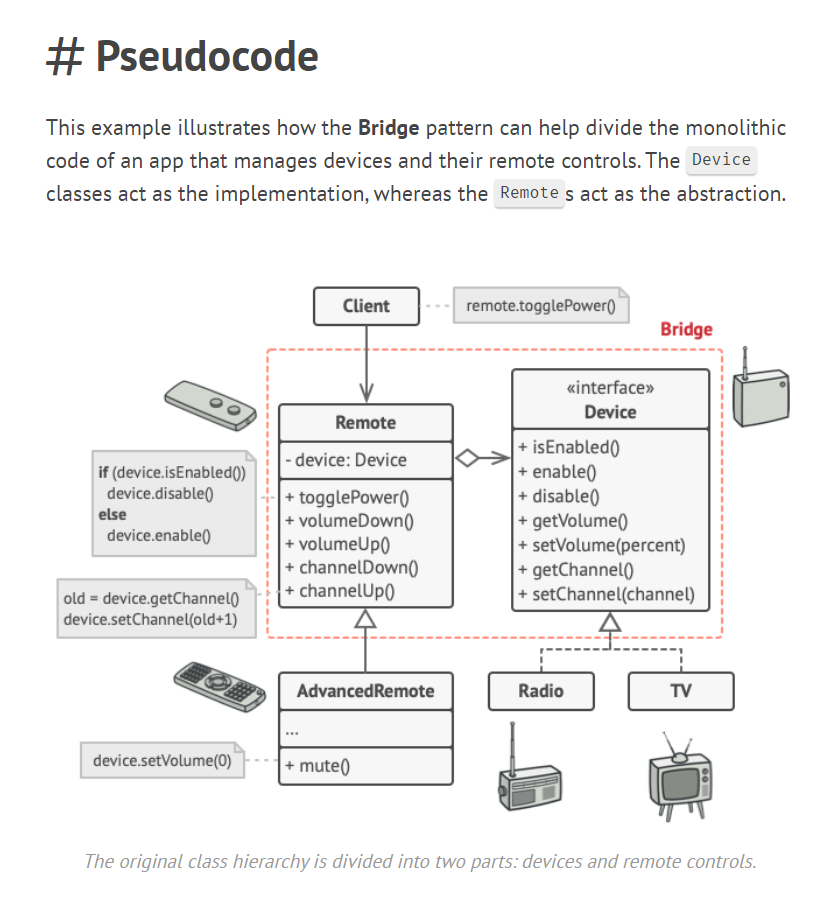 # Pseudocode
This example illustrates how the Bridge pattern can help divide the monolithic
code of an app that manages devices and their remote controls. The Device
classes act as the implementation, whereas the Remotes act as the abstraction.
Client
remote.togglePower()
Bridge
Remote
- device: Device
+ togglePower()
+ volumeDown()
+ volumeUp()
+ channelDown()
+ channelUp()
«interface»
Device
+ isEnabled()
+ enable()
+ disable()
+ getVolume()
+ setVolume(percent)
+ getChannel()
+ setChannel(channel)
if (device.isEnabled())
device.disable()
else
device.enable()
old = device.getChannel()
device.setChannel(old+1)
AdvancedRemote
...
+ mute()
device.setVolume(0)
Radio
TV
The original class hierarchy is divided into two parts: devices and remote controls.